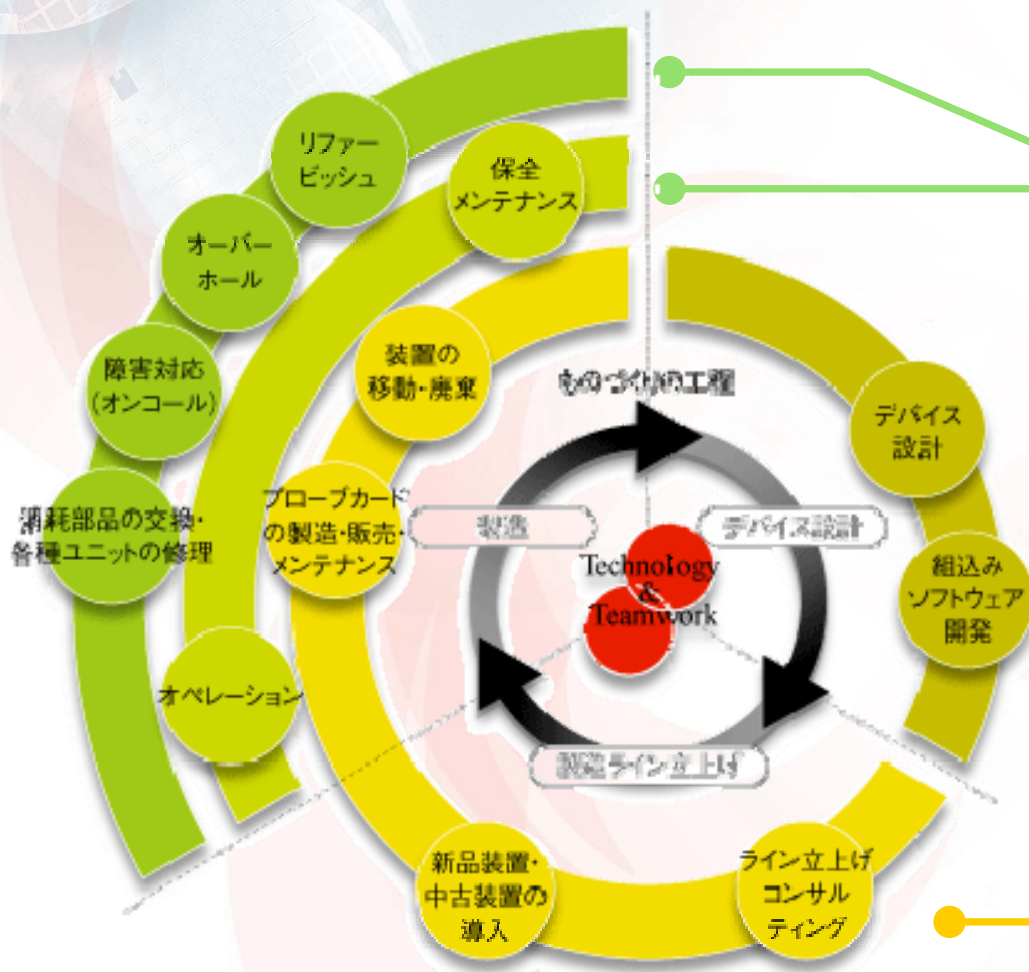 リファー
ビッシュ
保全
メンテナンス
オーバー
ホール
障害対応
(オンコール)
装置の
移動・廃棄
ものづくりの工程
デバイス
設計
消耗部品の交換・
各種ユニットの修理
プローブカード
の製造・販売・
メンテナンス
製造
デバイス設計
Technology
&
Teamwork
組込み
ソフトウェア
開発
オペレーション
製造ライン立上げ
新品装置・
中古装置の
導入
ライン立上げ
コンサル
ティング